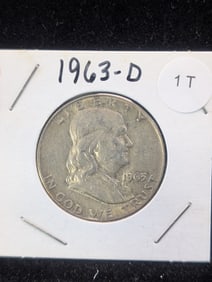 1963-D
1T
LIBERTY
1963
IN GOD WE TRUST